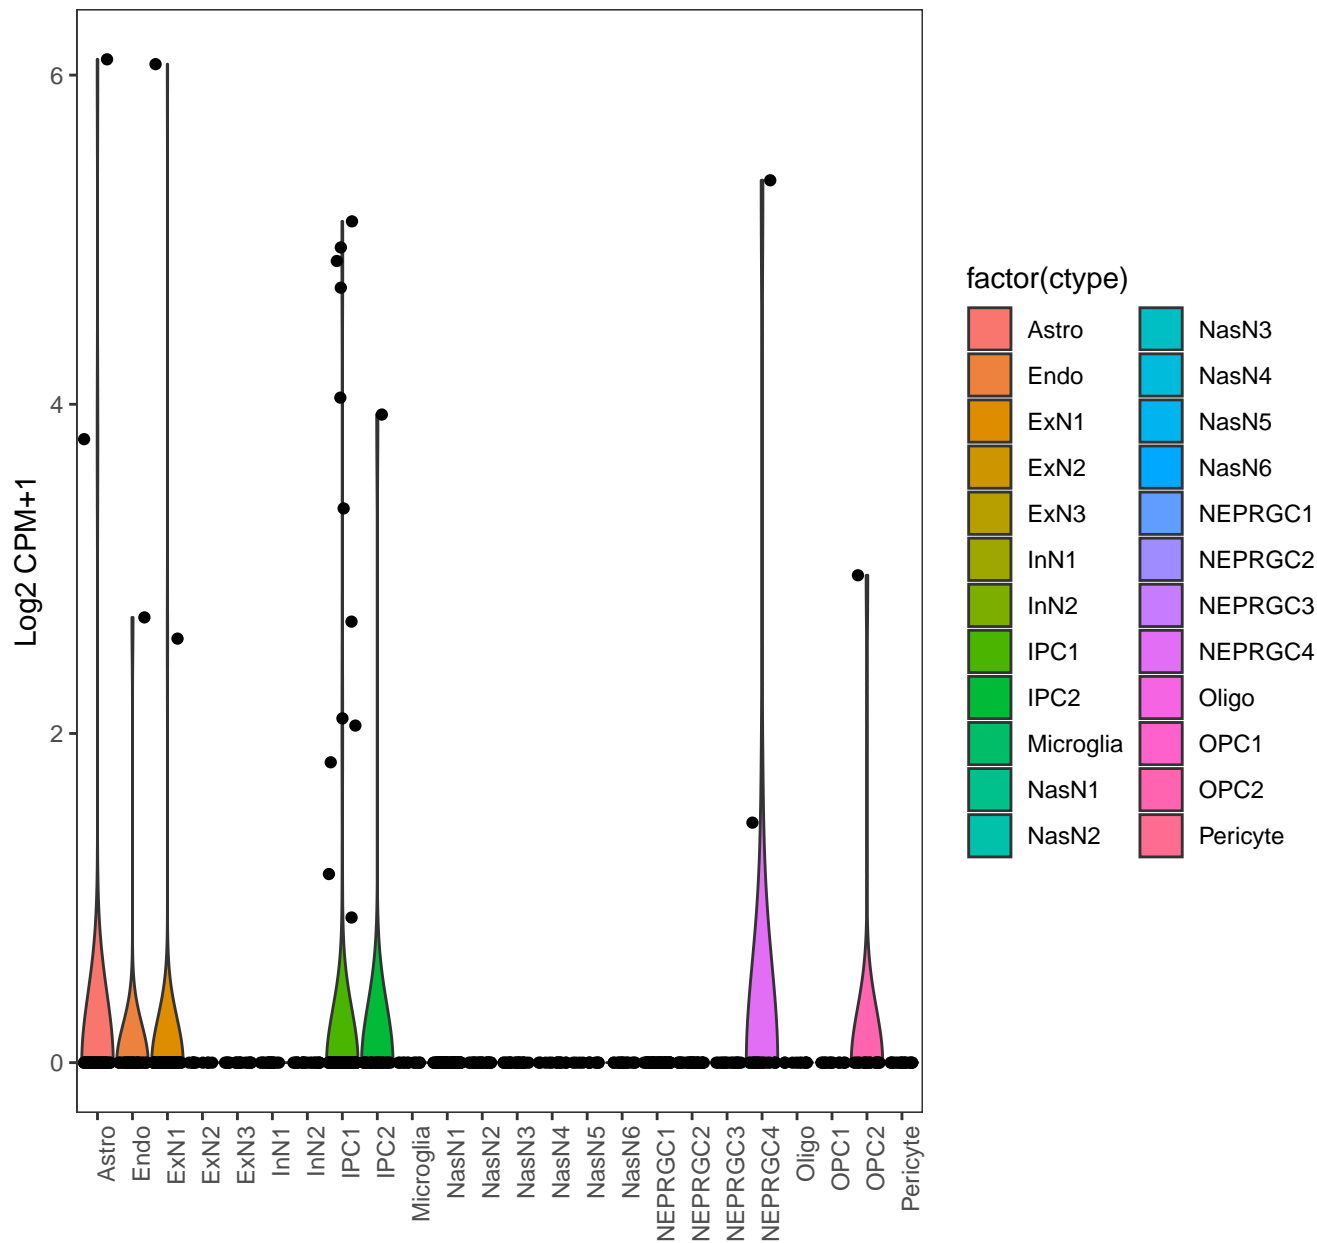 6
4
2
0
Log2 CPM+1
Astro
Endo
ExN1
ExN2
ExN3
InN1
InN2
IPC1
IPC2
Microglia
NasN1
NasN2
NasN3
NasN4
NasN5
NasN6
NEPRGC1
NEPRGC2
NEPRGC3
NEPRGC4
Oligo
OPC1
OPC2
Pericyte
factor(ctype)
Astro
Endo
ExN1
ExN2
ExN3
InN1
InN2
IPC1
IPC2
Microglia
NasN1
NasN2
NasN3
NasN4
NasN5
NasN6
NEPRGC1
NEPRGC2
NEPRGC3
NEPRGC4
Oligo
OPC1
OPC2
Pericyte